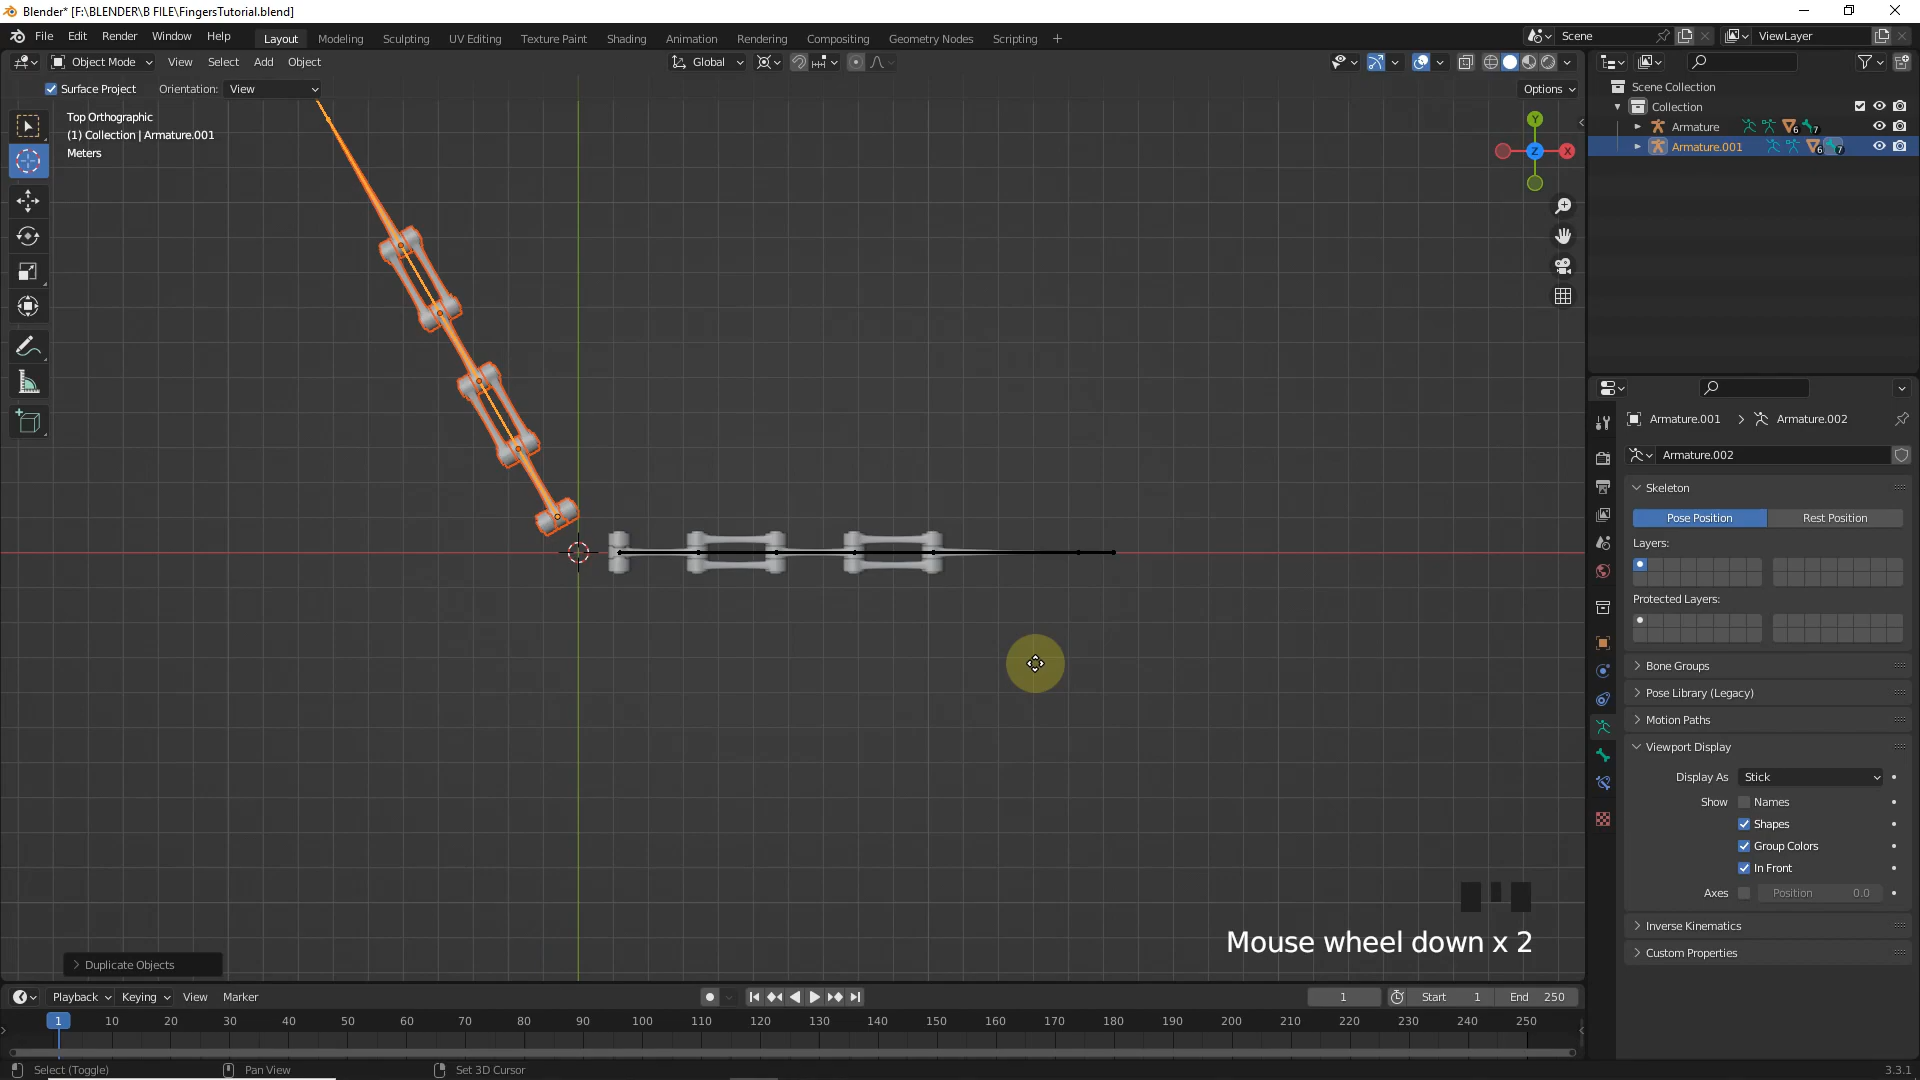 Blender* [F:\BLENDER\B FILE\FingersTutorial.blend]
File Edit Render Window Help Layout Modeling Sculpting UV Editing Texture Paint Shading Animation Rendering Compositing Geometry Nodes Scripting + Scene ViewLayer
Object Mode View Select Add Object Global
Surface Project Orientation: View Options
Top Orthographic
(1) Collection | Armature.001
Meters
Y
X
Z
Scene Collection
Collection
Armature 6 7
Armature.001 6 7
Armature.001 > Armature.002
Armature.002
Skeleton
Pose Position Rest Position
Layers:
Protected Layers:
Bone Groups
Pose Library (Legacy)
Motion Paths
Viewport Display
Display As Stick
Show Names
Shapes
Group Colors
In Front
Axes Position 0.0
Inverse Kinematics
Custom Properties
Mouse wheel down x 2
Duplicate Objects
Playback Keying View Marker 1 Start 1 End 250
1 10 20 30 40 50 60 70 80 90 100 110 120 130 140 150 160 170 180 190 200 210 220 230 240 250
Select (Toggle) Pan View Set 3D Cursor 3.3.1